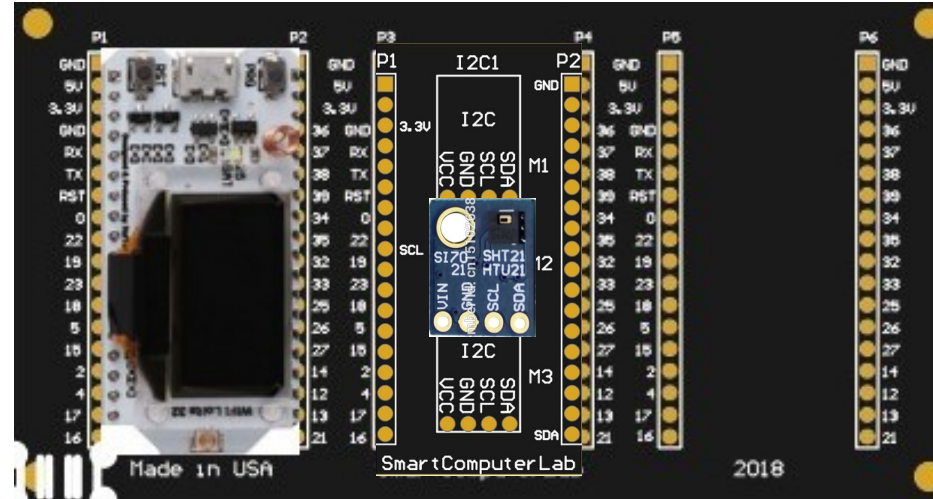 P1 P2 P3 P4 P5 P6
P1 I2C1 P2
GND GND GND GND
5V 5V 5V 5V
3.3V 3.3V 3.3V 3.3V
GND 36 GND 36 GND 36
RX 37 RX 37 RX 37
TX 38 TX 38 TX 38
RST 39 RST 39 RST 39
0 34 0 34 0 34
22 35 22 35 22 35
19 32 19 32 19 32
23 33 23 33 23 33
18 25 18 25 18 25
5 26 5 26 5 26
15 27 15 27 15 27
2 14 2 14 2 14
4 12 4 12 4 12
17 13 17 13 17 13
16 21 16 21 16 21
RST PRG
WIFI LoRa 32
GND
3.3V
I2C
VCC GND SCL SDA
M1
SCL
SI70
21
SHT21
HTU21
M2
VIN GND SCL SDA
I2C
M3
VCC GND SCL SDA
SDA
SmartComputerLab
Made in USA
2018